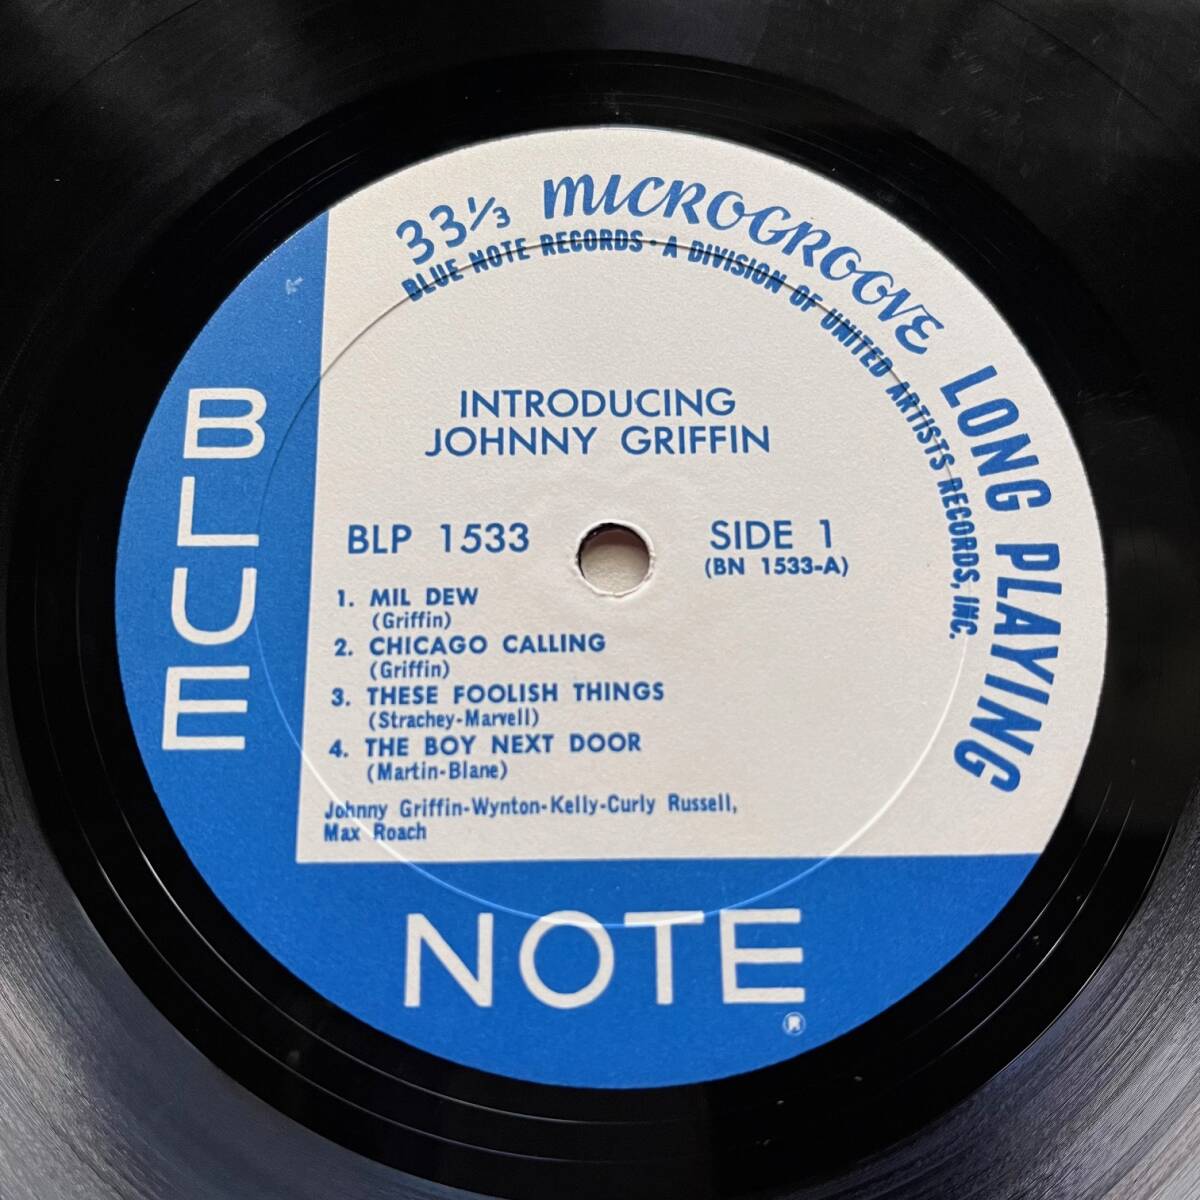 33⅓ MICROGROOVE LONG PLAYING
BLUE NOTE RECORDS • A DIVISION OF UNITED ARTISTS RECORDS, INC.
INTRODUCING
JOHNNY GRIFFIN
BLP 1533
SIDE 1
(BN 1533-A)
1. MIL DEW
(Griffin)
2. CHICAGO CALLING
(Griffin)
3. THESE FOOLISH THINGS
(Strachey-Marvell)
4. THE BOY NEXT DOOR
(Martin-Blane)
Johnny Griffin-Wynton-Kelly-Curly Russell,
Max Roach
BLUE
NOTE
®